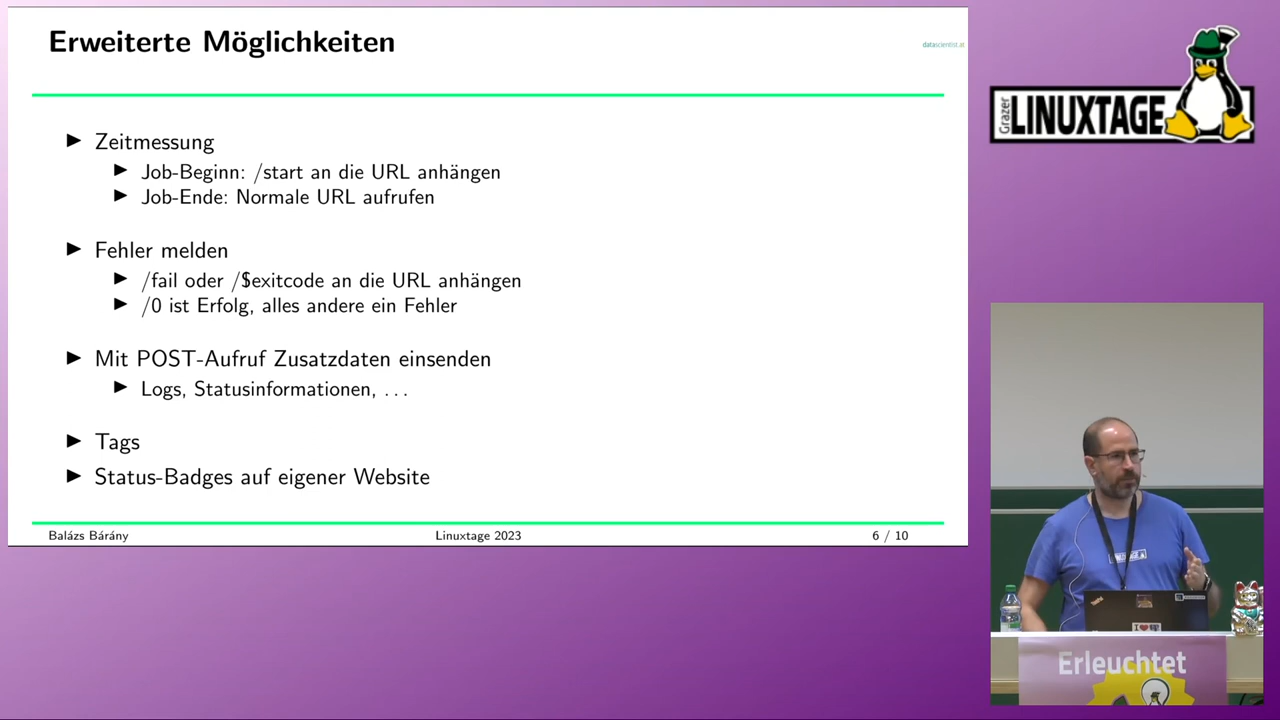 Erweiterte Möglichkeiten
datascientist.at
Zeitmessung
Job-Beginn: /start an die URL anhängen
Job-Ende: Normale URL aufrufen
Fehler melden
/fail oder /$exitcode an die URL anhängen
/0 ist Erfolg, alles andere ein Fehler
Mit POST-Aufruf Zusatzdaten einsenden
Logs, Statusinformationen, . . .
Tags
Status-Badges auf eigener Website
Balázs Bárány
Linuxtage 2023
6 / 10
Grazer
LINUXTAGE
Erleuchtet